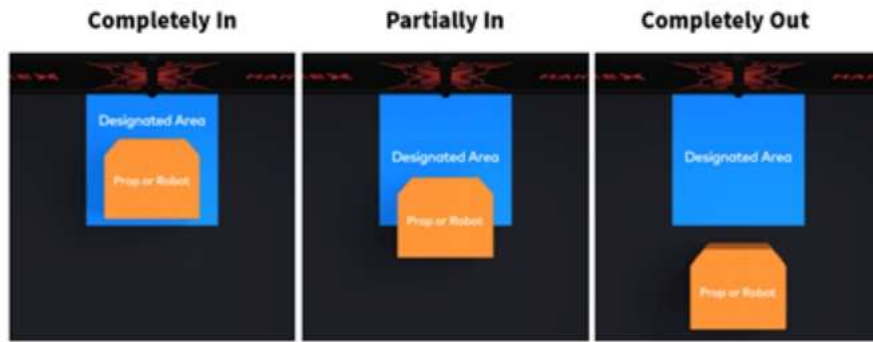 Completely In
Partially In
Completely Out
Designated Area
Prop or Robot
Designated Area
Prop or Robot
Designated Area
Prop or Robot